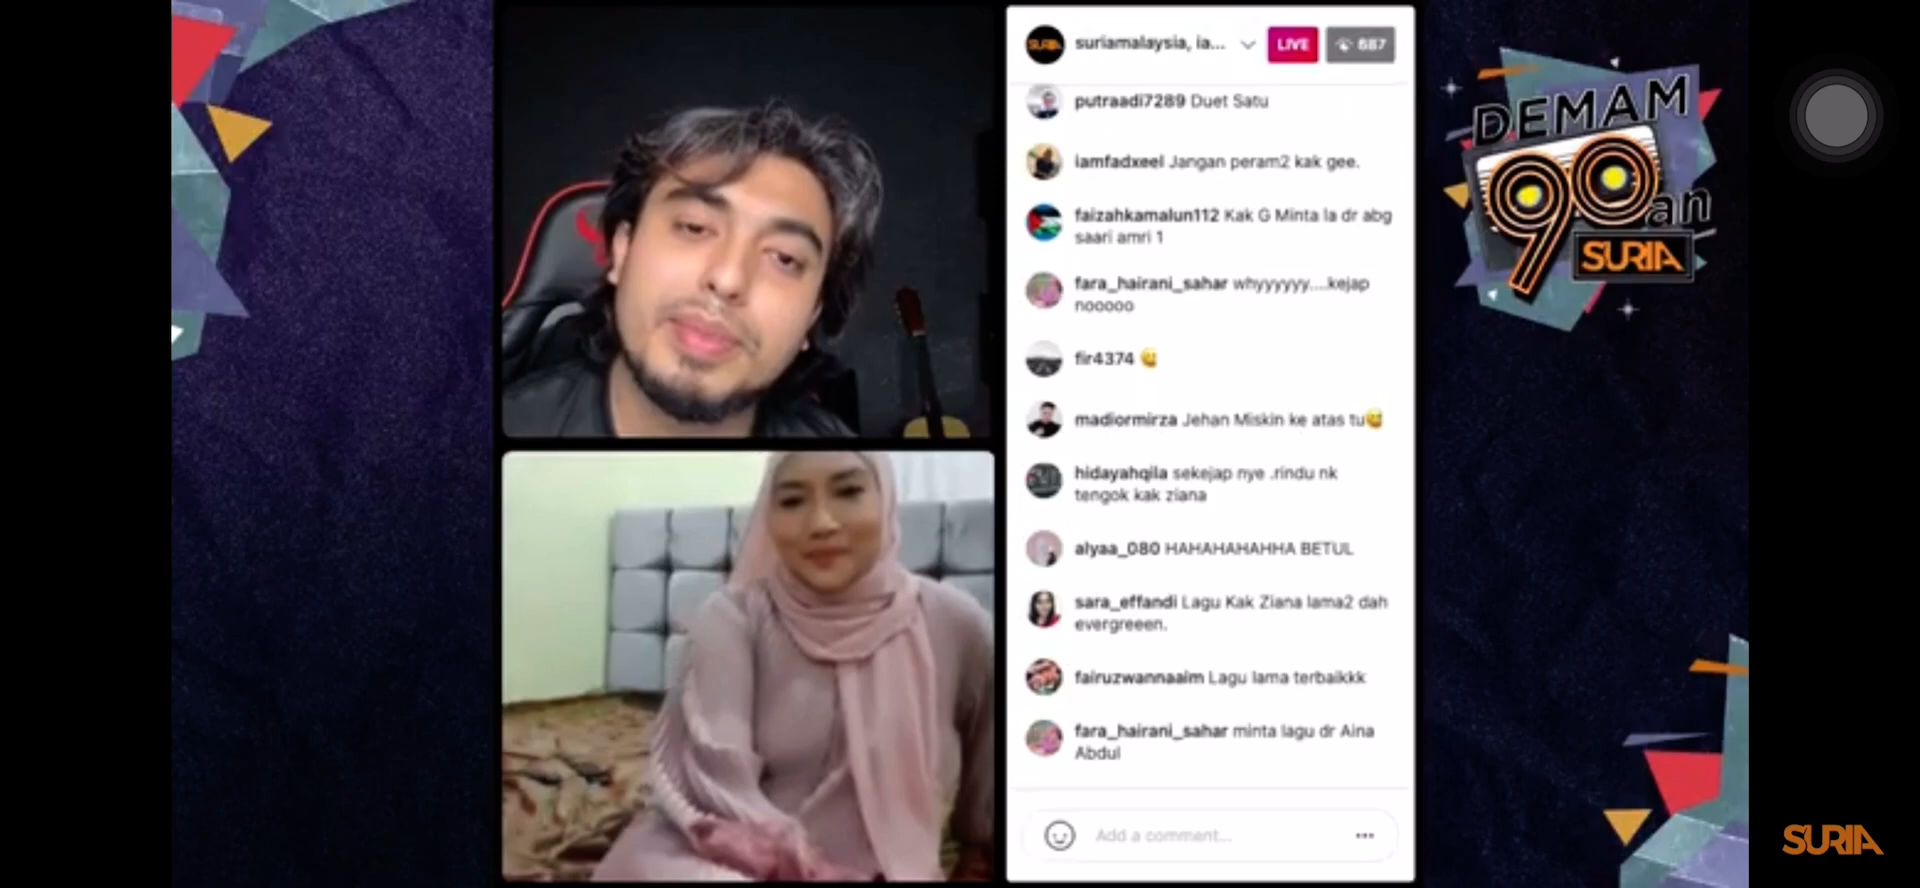 suriamalaysia, ia...
LIVE
687
putraadi7289 Duet Satu
iamfadxeel Jangan peram2 kak gee.
faizahkamalun112 Kak G Minta la dr abg
saari amri 1
fara_hairani_sahar whyyyyyy....kejap
nooooo
fir4374 😅
madiormirza Jehan Miskin ke atas tu😅
hidayahqila sekejap nye .rindu nk
tengok kak ziana
alyaa_080 HAHAHAHAHHA BETUL
sara_effandi Lagu Kak Ziana lama2 dah
evergreeen.
fairuzwannaaim Lagu lama terbaikkk
fara_hairani_sahar minta lagu dr Aina
Abdul
Add a comment...
DEMAM
90an
SURIA
SURIA